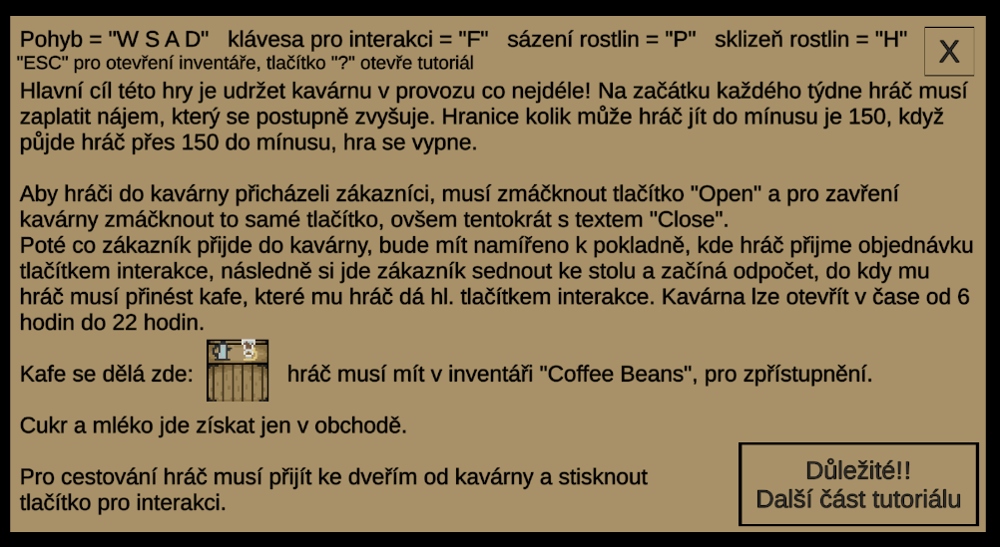 Pohyb = "W S A D" klávesa pro interakci = "F" sázení rostlin = "P" sklizeň rostlin = "H"
X
"ESC" pro otevření inventáře, tlačítko "?" otevře tutoriál
Hlavní cíl této hry je udržet kavárnu v provozu co nejdéle! Na začátku každého týdne hráč musí
zaplatit nájem, který se postupně zvyšuje. Hranice kolik může hráč jít do mínusu je 150, když
půjde hráč přes 150 do mínusu, hra se vypne.
Aby hráči do kavárny přicházeli zákazníci, musí zmáčknout tlačítko "Open" a pro zavření
kavárny zmáčknout to samé tlačítko, ovšem tentokrát s textem "Close".
Poté co zákazník přijde do kavárny, bude mít namířeno k pokladně, kde hráč přijme objednávku
tlačítkem interakce, následně si jde zákazník sednout ke stolu a začíná odpočet, do kdy mu
hráč musí přinést kafe, které mu hráč dá hl. tlačítkem interakce. Kavárna lze otevřít v čase od 6
hodin do 22 hodin.
Kafe se dělá zde: hráč musí mít v inventáři "Coffee Beans", pro zpřístupnění.
Cukr a mléko jde získat jen v obchodě.
Pro cestování hráč musí přijít ke dveřím od kavárny a stisknout
tlačítko pro interakci.
Důležité!!
Další část tutoriálu